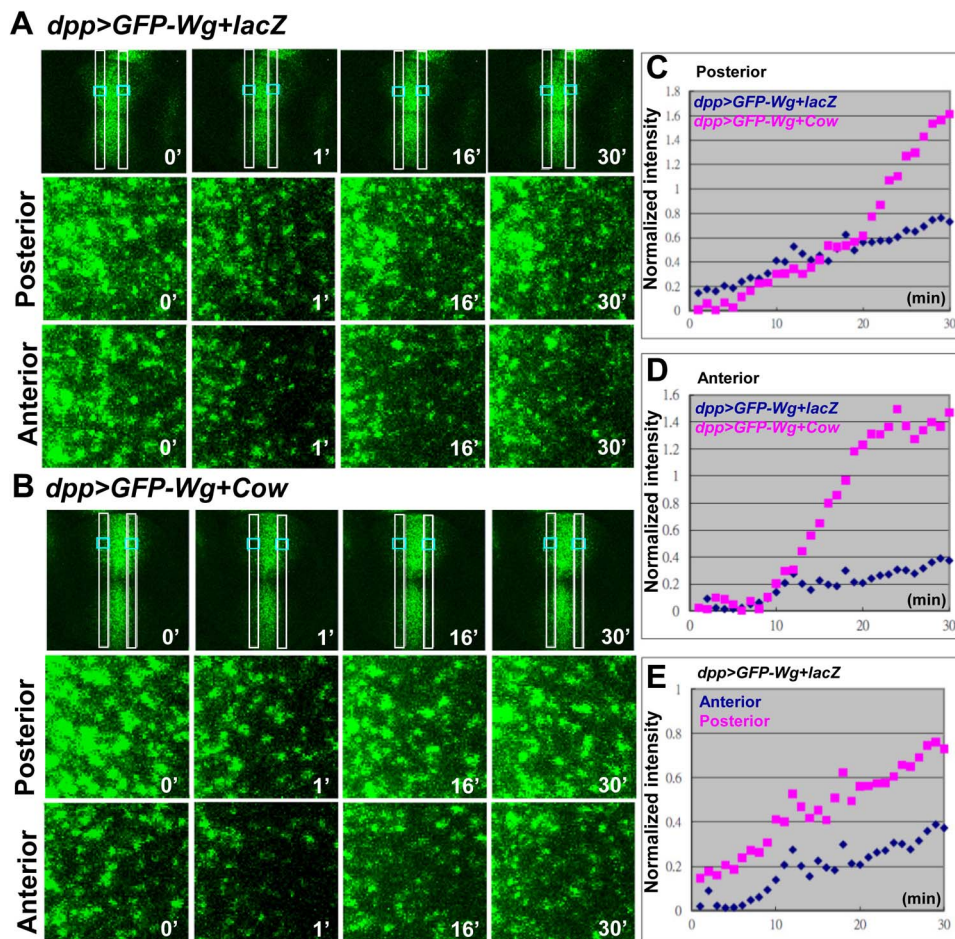 A dpp>GFP-Wg+lacZ
0’ 1’ 16’ 30’
Posterior
0’ 1’ 16’ 30’
Anterior
0’ 1’ 16’ 30’
B dpp>GFP-Wg+Cow
0’ 1’ 16’ 30’
Posterior
0’ 1’ 16’ 30’
Anterior
0’ 1’ 16’ 30’
C Posterior
dpp>GFP-Wg+lacZ
dpp>GFP-Wg+Cow
Normalized intensity
1.8
1.6
1.4
1.2
1
0.8
0.6
0.4
0.2
0
(min)
0 10 20 30
D Anterior
dpp>GFP-Wg+lacZ
dpp>GFP-Wg+Cow
Normalized intensity
1.6
1.4
1.2
1
0.8
0.6
0.4
0.2
0
(min)
0 10 20 30
E dpp>GFP-Wg+lacZ
Anterior
Posterior
Normalized intensity
1
0.8
0.6
0.4
0.2
0
(min)
0 10 20 30